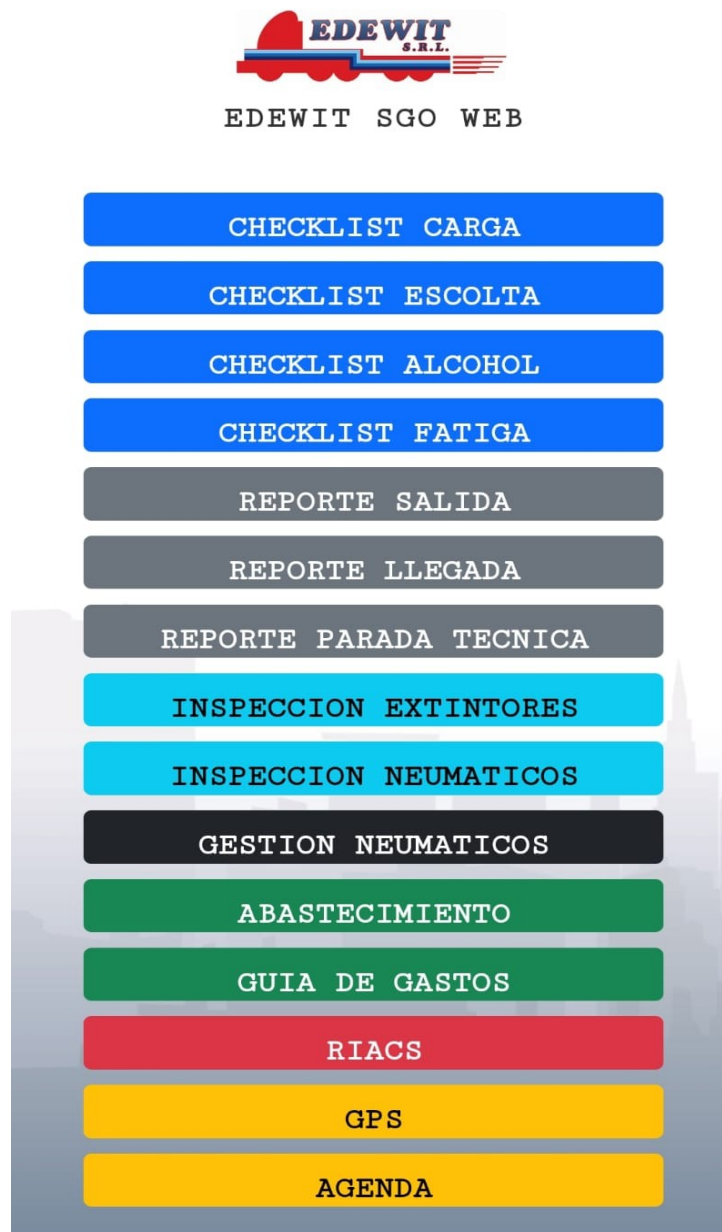 EDEWIT
S.R.L.
EDEWIT SGO WEB
CHECKLIST CARGA
CHECKLIST ESCOLTA
CHECKLIST ALCOHOL
CHECKLIST FATIGA
REPORTE SALIDA
REPORTE LLEGADA
REPORTE PARADA TECNICA
INSPECCION EXTINTORES
INSPECCION NEUMATICOS
GESTION NEUMATICOS
ABASTECIMIENTO
GUIA DE GASTOS
RIACS
GPS
AGENDA